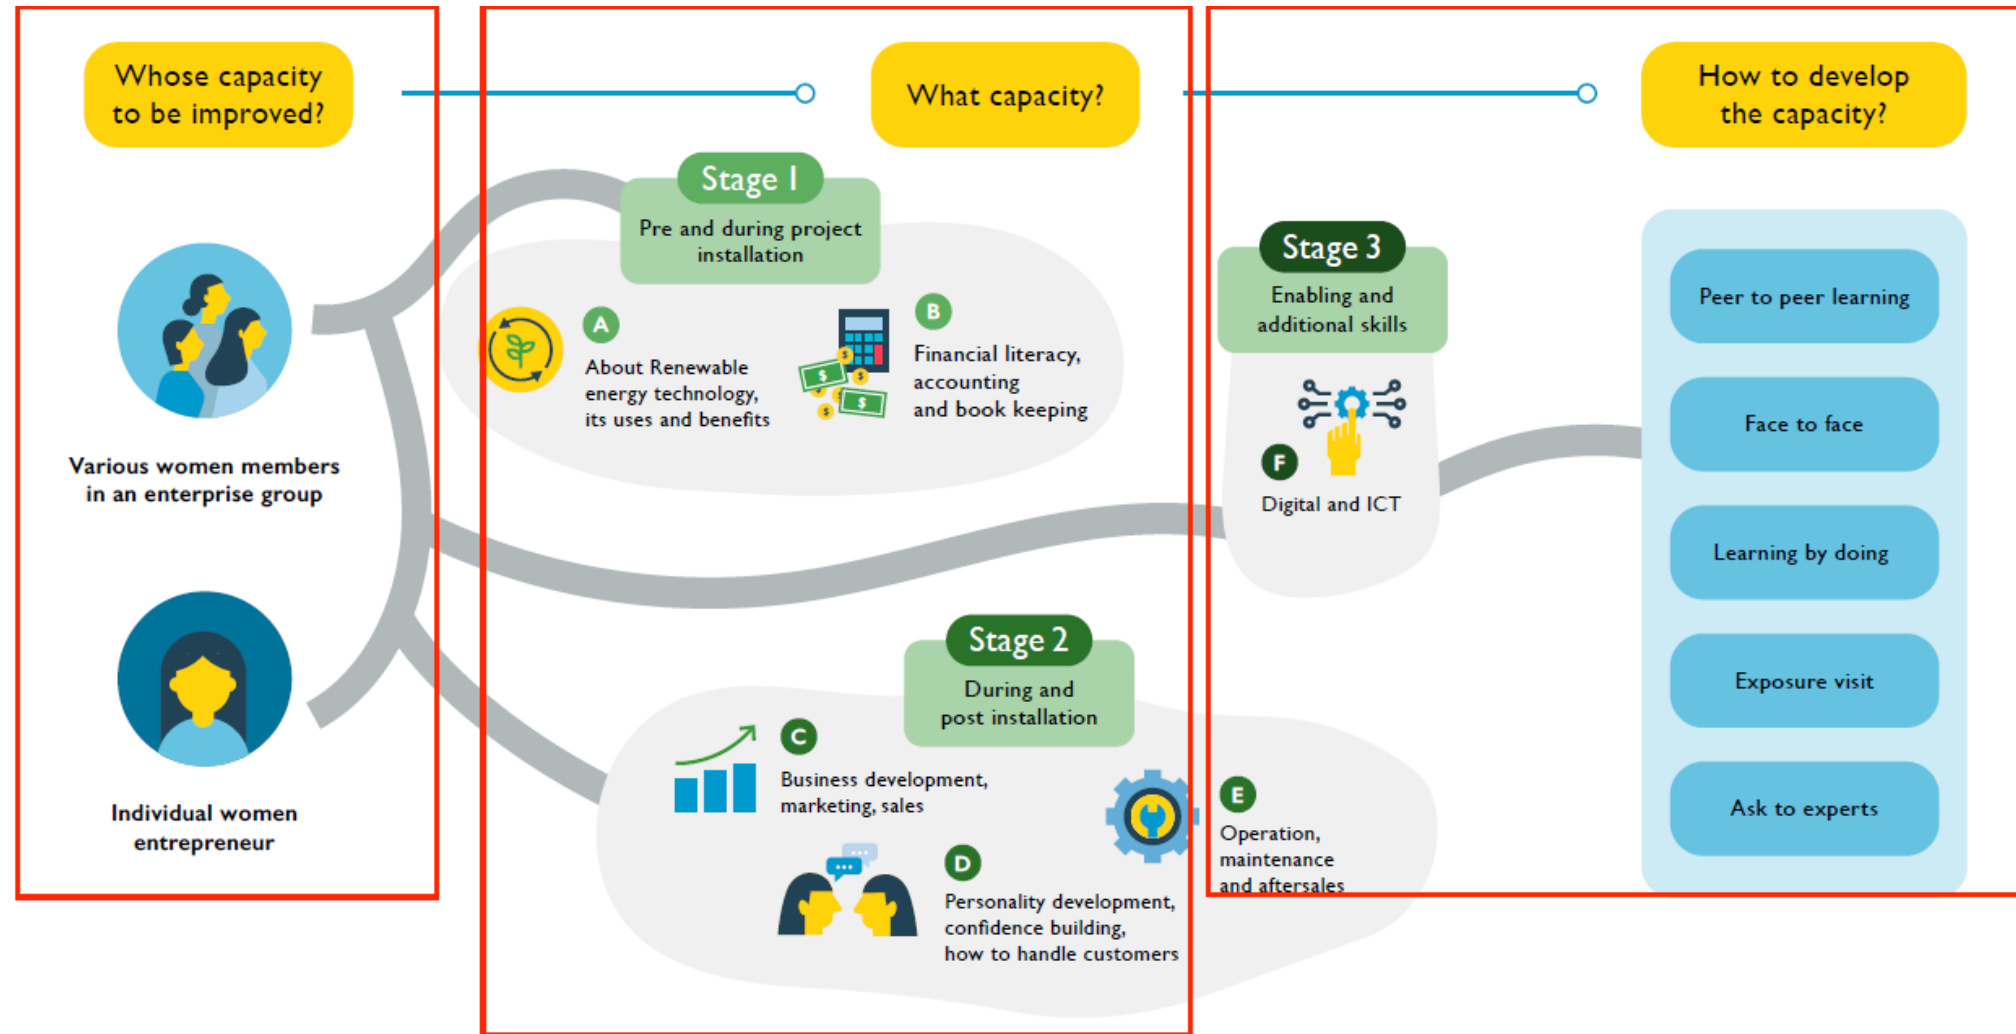 Whose capacity
to be improved?
What capacity?
How to develop
the capacity?
Various women members
in an enterprise group
Individual women
entrepreneur
Stage 1
Pre and during project
installation
A
About Renewable
energy technology,
its uses and benefits
B
Financial literacy,
accounting
and book keeping
Stage 2
During and
post installation
C
Business development,
marketing, sales
D
Personality development,
confidence building,
how to handle customers
E
Operation,
maintenance
and aftersales
Stage 3
Enabling and
additional skills
F
Digital and ICT
Peer to peer learning
Face to face
Learning by doing
Exposure visit
Ask to experts